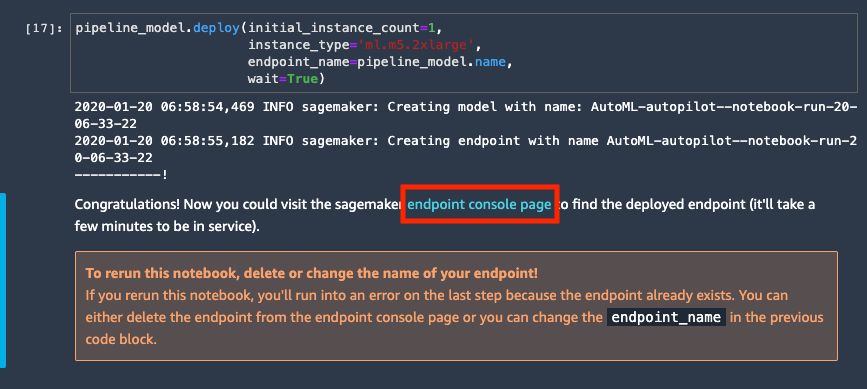 [17]: pipeline_model.deploy(initial_instance_count=1,
instance_type='ml.m5.2xlarge',
endpoint_name=pipeline_model.name,
wait=True)
2020-01-20 06:58:54,469 INFO sagemaker: Creating model with name: AutoML-autopilot--notebook-run-20-
06-33-22
2020-01-20 06:58:55,182 INFO sagemaker: Creating endpoint with name AutoML-autopilot--notebook-run-2
0-06-33-22
-----------!
Congratulations! Now you could visit the sagemaker endpoint console page to find the deployed endpoint (it'll take a
few minutes to be in service).
To rerun this notebook, delete or change the name of your endpoint!
If you rerun this notebook, you'll run into an error on the last step because the endpoint already exists. You can
either delete the endpoint from the endpoint console page or you can change the endpoint_name in the previous
code block.